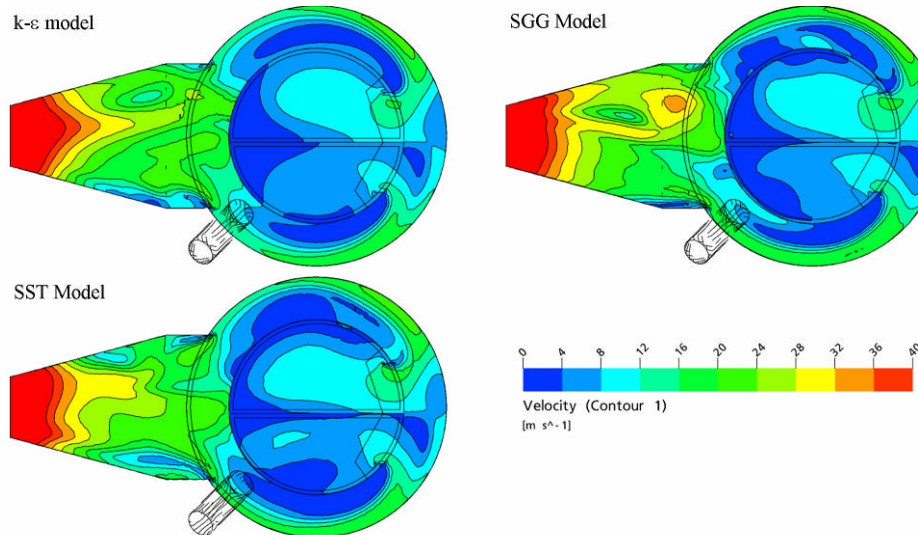 k-ε model
SGG Model
SST Model
0 4 8 12 16 20 24 28 32 36 40
Velocity (Contour 1)
[m s^-1]